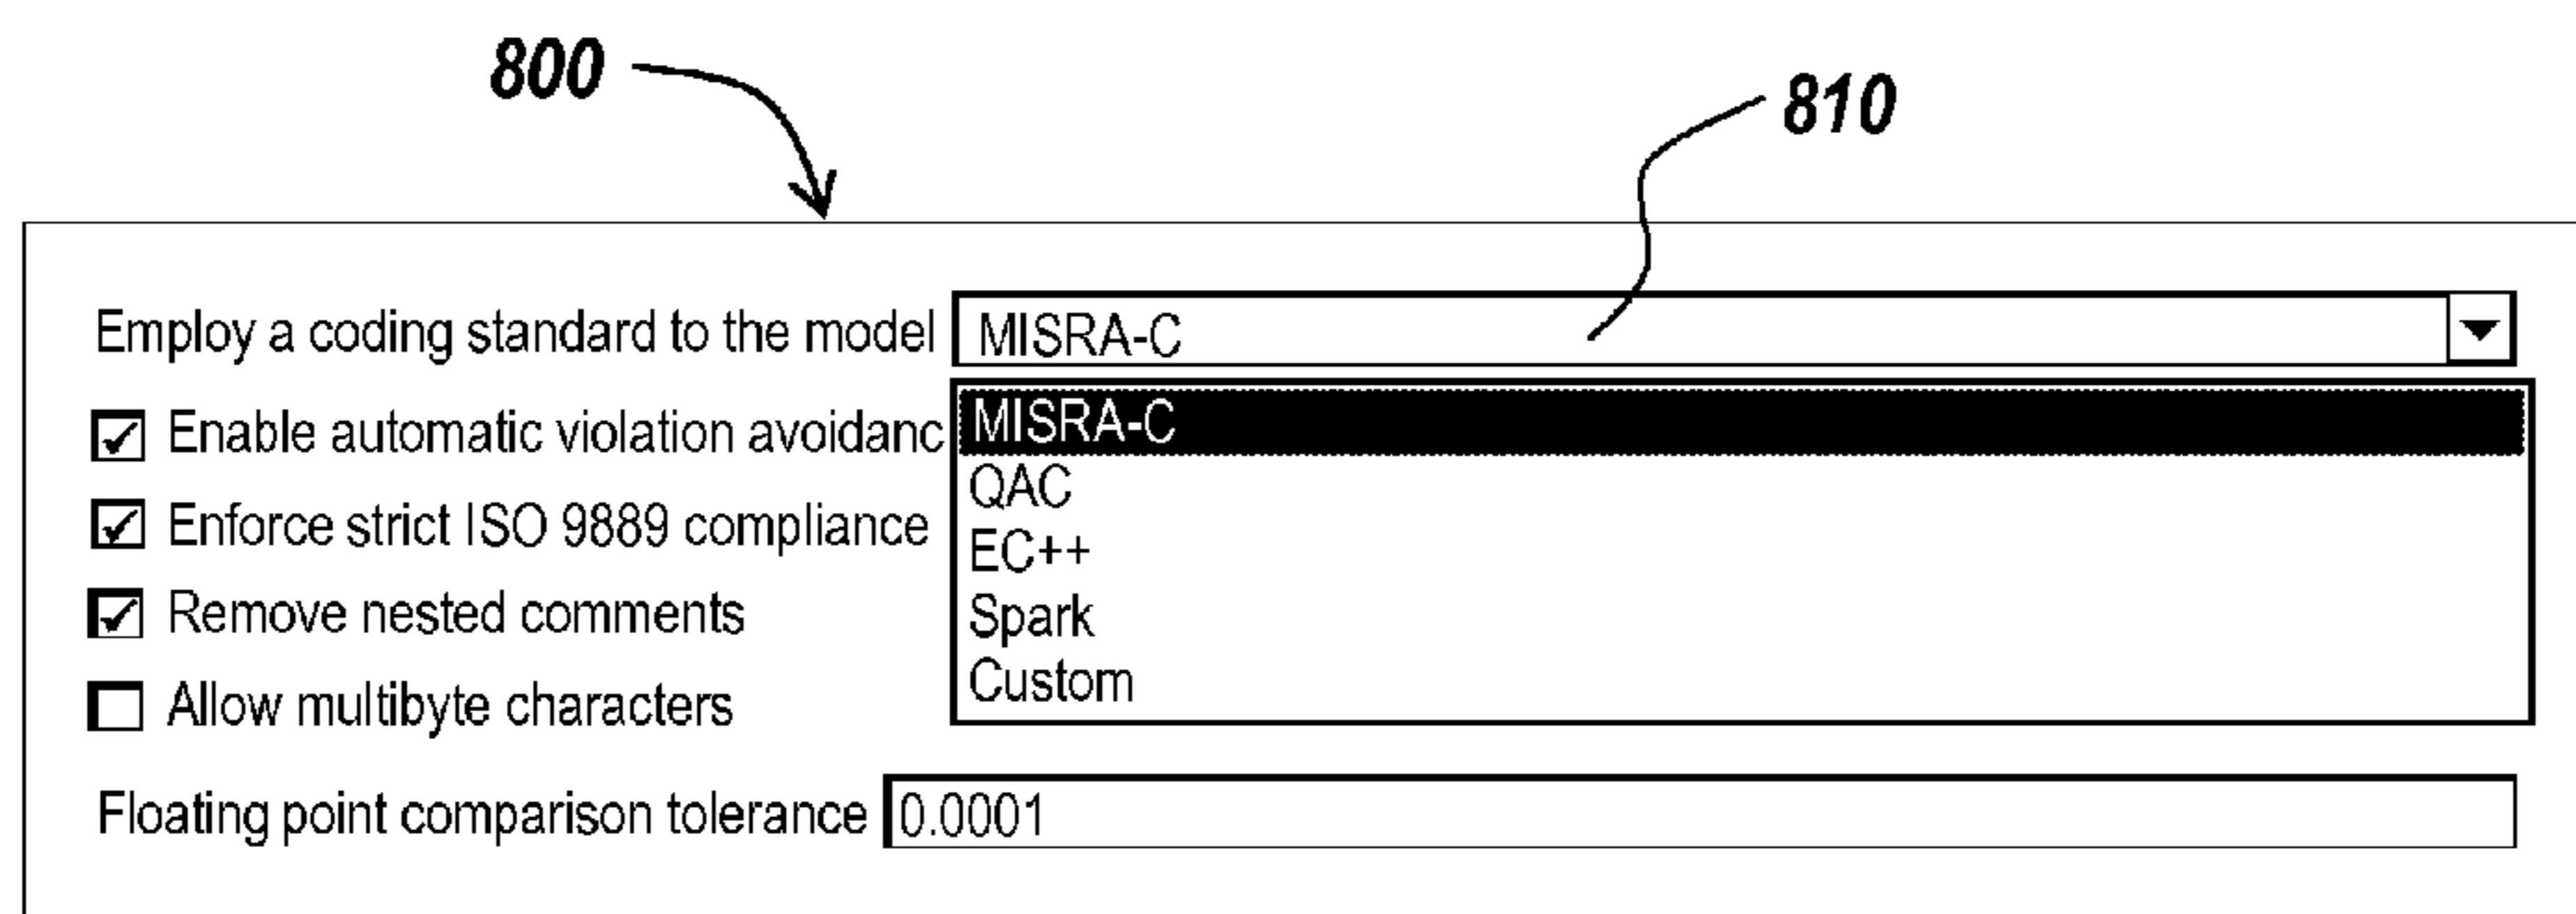 800
810
Employ a coding standard to the model MISRA-C
Enable automatic violation avoidanc MISRA-C
QAC
Enforce strict ISO 9889 compliance
EC++
Remove nested comments
Spark
Custom
Allow multibyte characters
Floating point comparison tolerance 0.0001